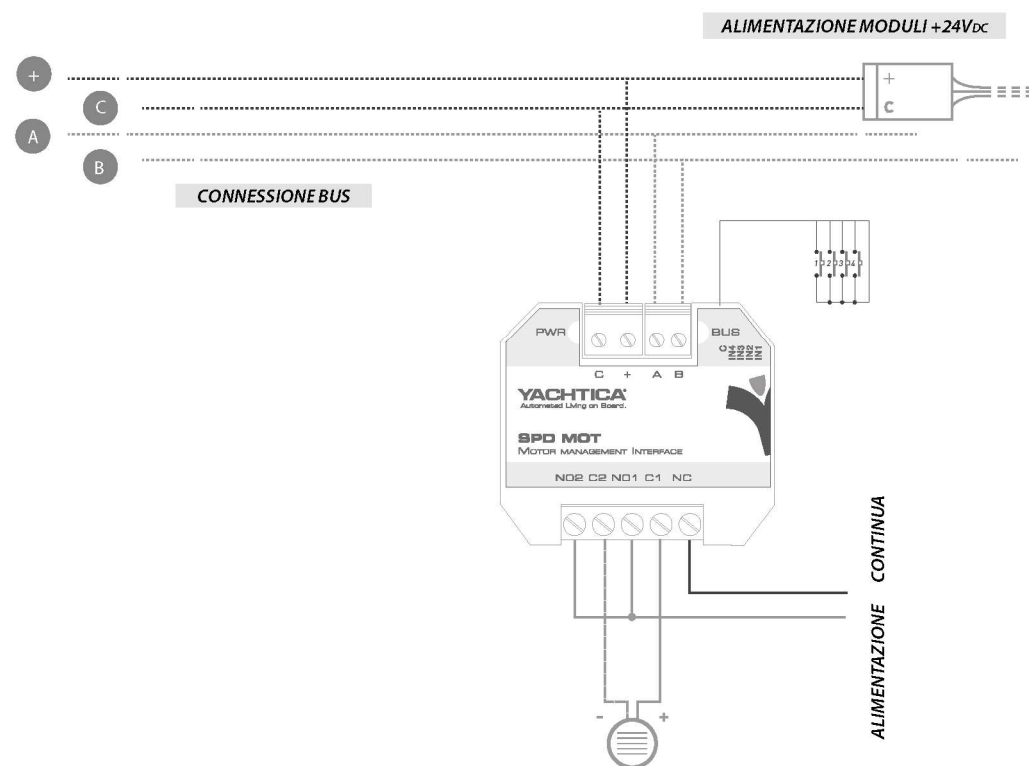 ALIMENTAZIONE MODULI +24VDC
+
C
A
B
+
C
CONNESSIONE BUS
1 2 3 4
PWR
BUS
C
IN4
IN3
IN2
IN1
C + A B
YACHTICA
Automated Living on Board.
SPD MOT
MOTOR MANAGEMENT INTERFACE
NO2 C2 NO1 C1 NC
ALIMENTAZIONE CONTINUA
- +